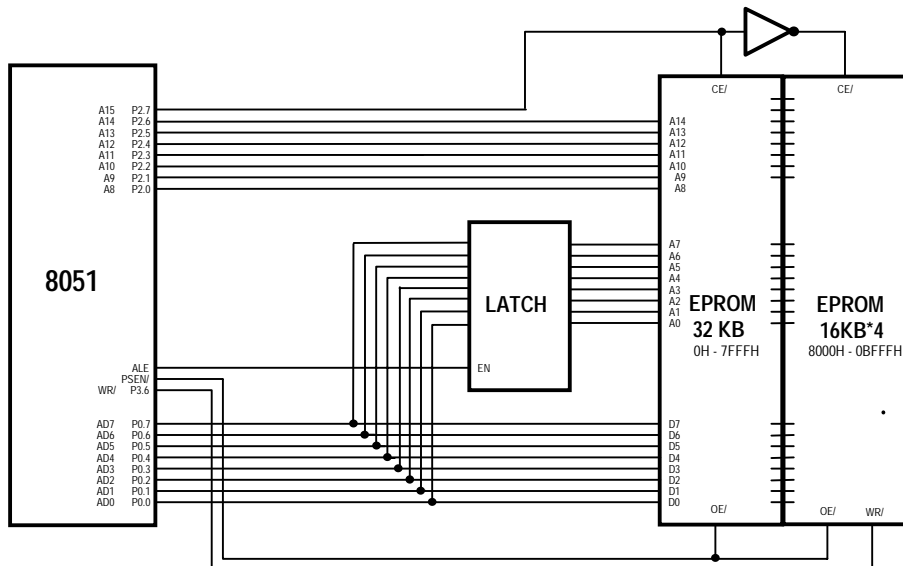 CE/
CE/
A15 P2.7
A14 P2.6
A13 P2.5
A12 P2.4
A11 P2.3
A10 P2.2
A9 P2.1
A8 P2.0
A14
A13
A12
A11
A10
A9
A8
8051
LATCH
EN
A7
A6
A5
A4
A3
A2
A1
A0
EPROM
32 KB
0H - 7FFFH
EPROM
16KB*4
8000H - 0BFFFH
ALE
PSEN/
WR/ P3.6
AD7 P0.7
AD6 P0.6
AD5 P0.5
AD4 P0.4
AD3 P0.3
AD2 P0.2
AD1 P0.1
AD0 P0.0
D7
D6
D5
D4
D3
D2
D1
D0
OE/
OE/ WR/